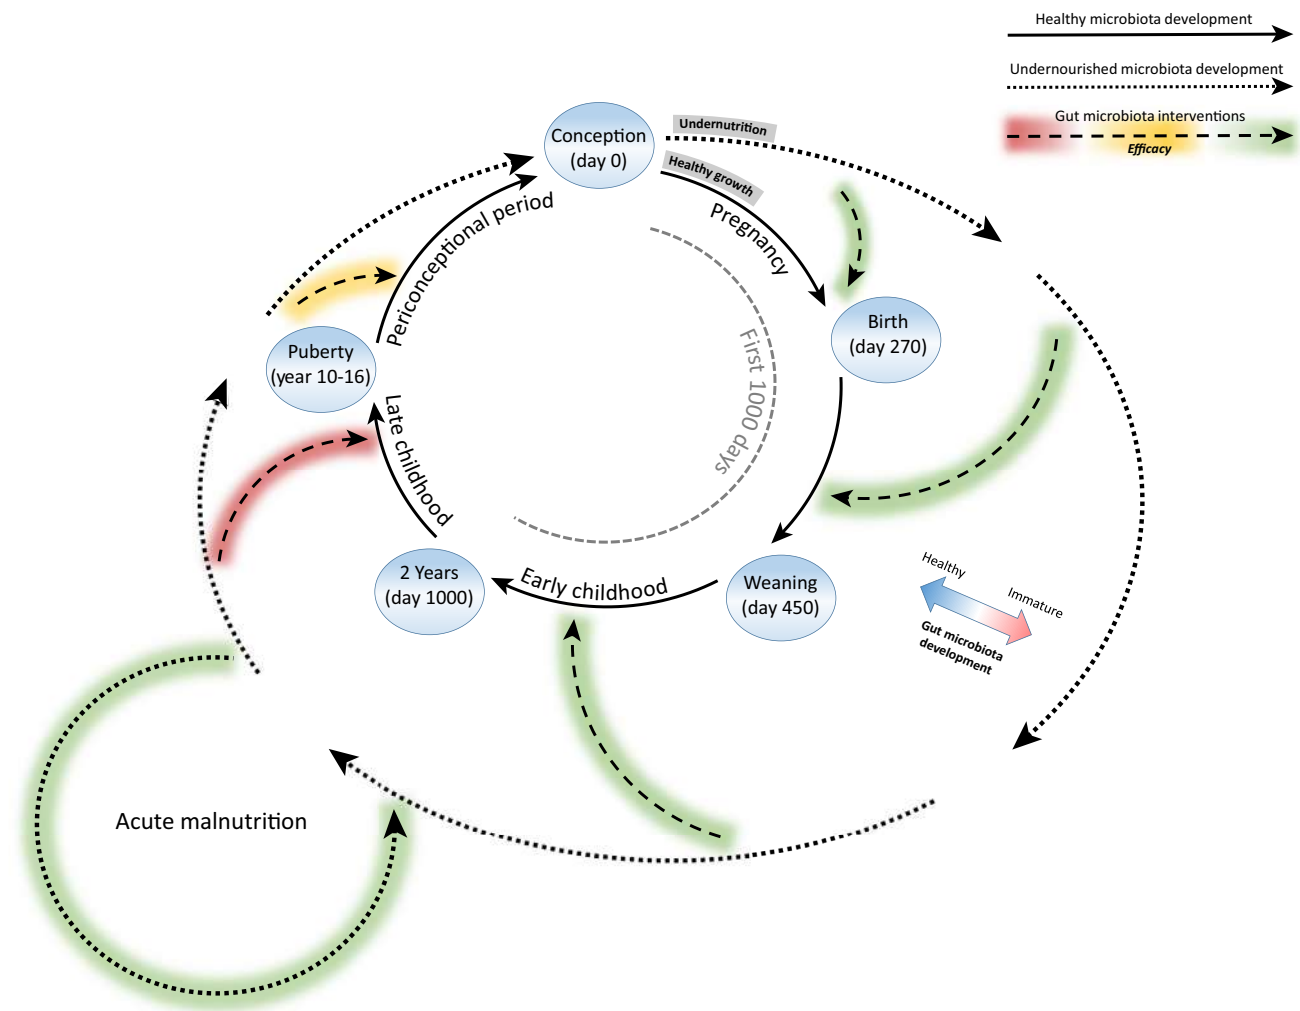 Healthy microbiota development
Undernourished microbiota development
Gut microbiota interventions
Efficacy
Conception
(day 0)
Undernutrition
Healthy growth
Pregnancy
Periconceptional period
First 1000 days
Birth
(day 270)
Puberty
(year 10-16)
Late childhood
2 Years
(day 1000)
Early childhood
Weaning
(day 450)
Healthy
Immature
Gut microbiota
development
Acute malnutrition